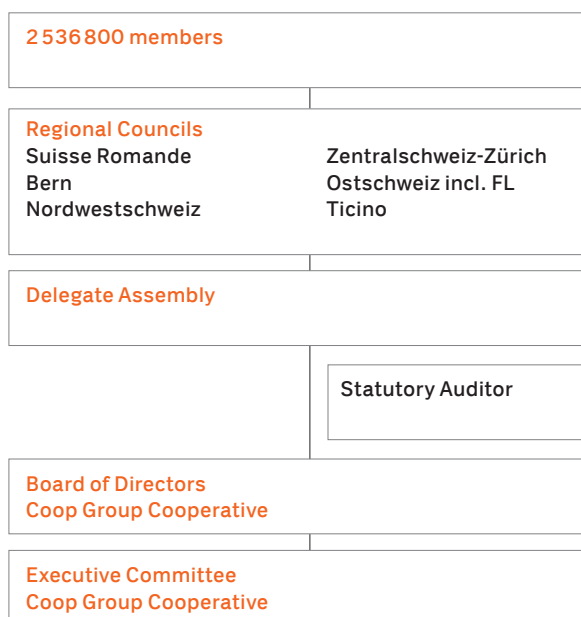 2 536 800 members
Regional Councils
Suisse Romande
Bern
Nordwestschweiz
Zentralschweiz-Zürich
Ostschweiz incl. FL
Ticino
Delegate Assembly
Statutory Auditor
Board of Directors
Coop Group Cooperative
Executive Committee
Coop Group Cooperative